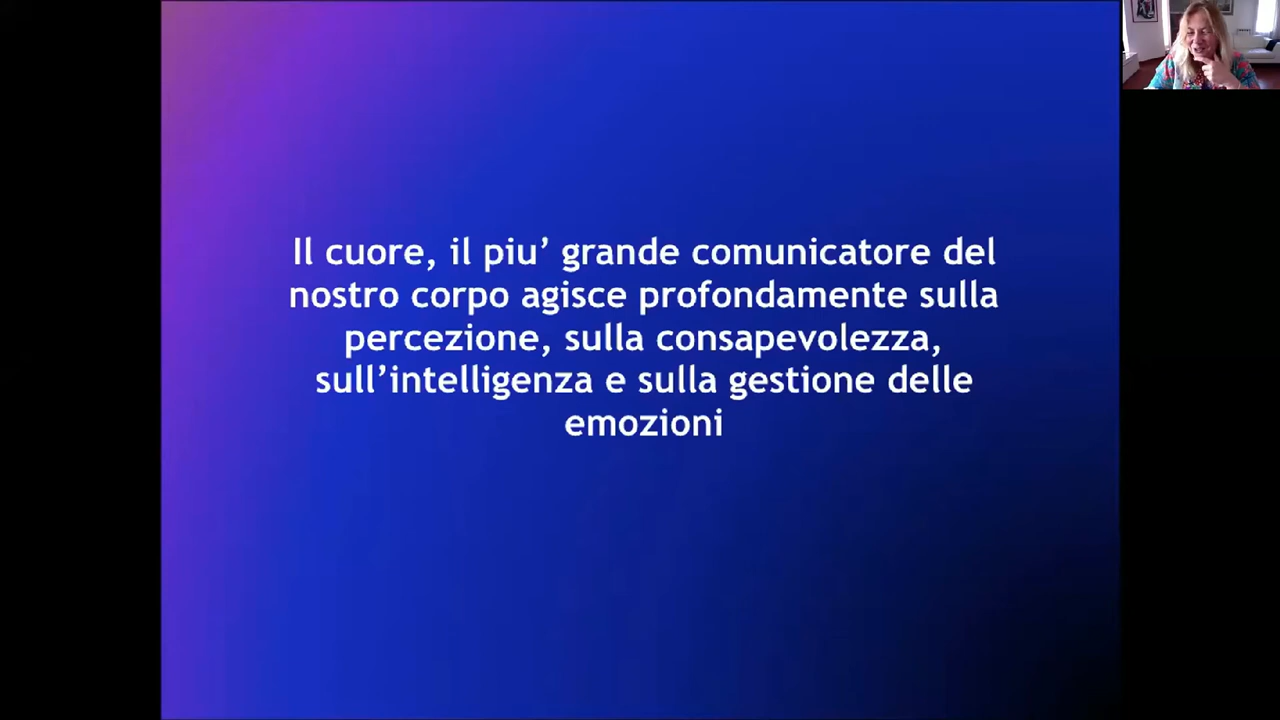 Il cuore, il piu’ grande comunicatore del
nostro corpo agisce profondamente sulla
percezione, sulla consapevolezza,
sull’intelligenza e sulla gestione delle
emozioni